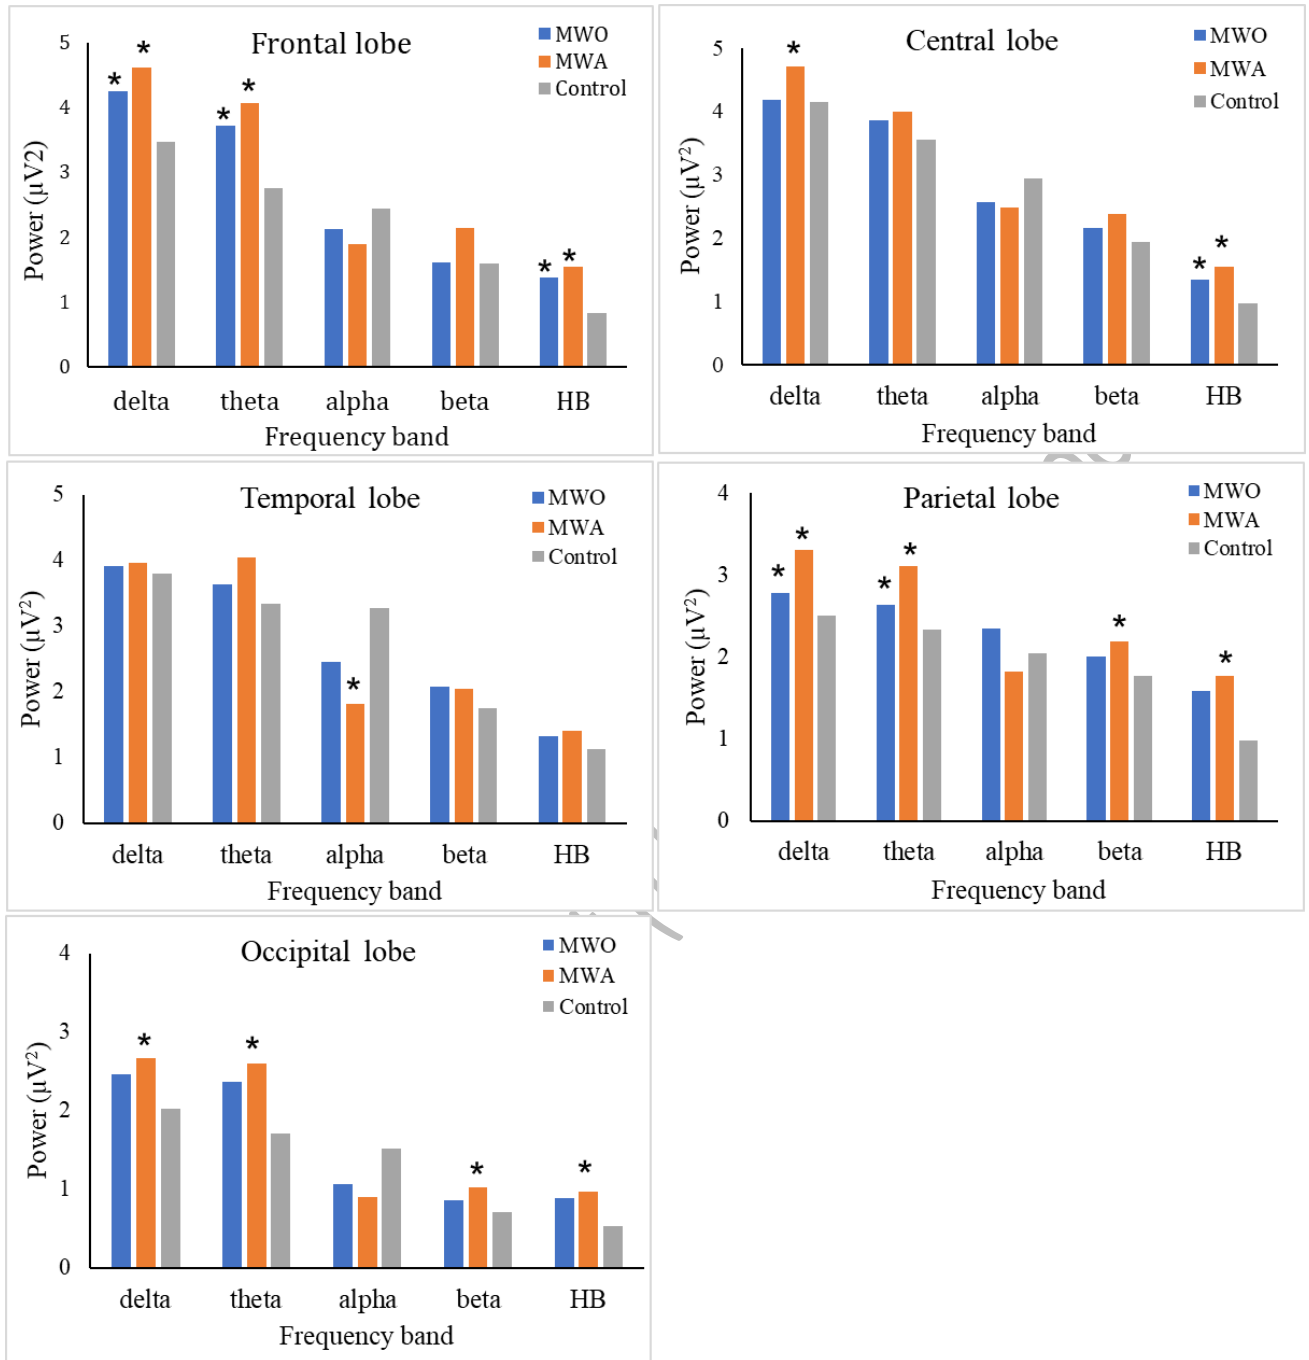 Frontal lobe
MWO
MWA
Control
5
4
3
2
1
0
Power (µV2)
* * * * * *
delta theta alpha beta HB
Frequency band
Central lobe
MWO
MWA
Control
5
4
3
2
1
0
Power (µV²)
* * *
delta theta alpha beta HB
Frequency band
Temporal lobe
MWO
MWA
Control
5
4
3
2
1
0
Power (µV²)
*
delta theta alpha beta HB
Frequency band
Parietal lobe
MWO
MWA
Control
4
3
2
1
0
Power (µV²)
* * * * * *
delta theta alpha beta HB
Frequency band
Occipital lobe
MWO
MWA
Control
4
3
2
1
0
Power (µV²)
* * * *
delta theta alpha beta HB
Frequency band